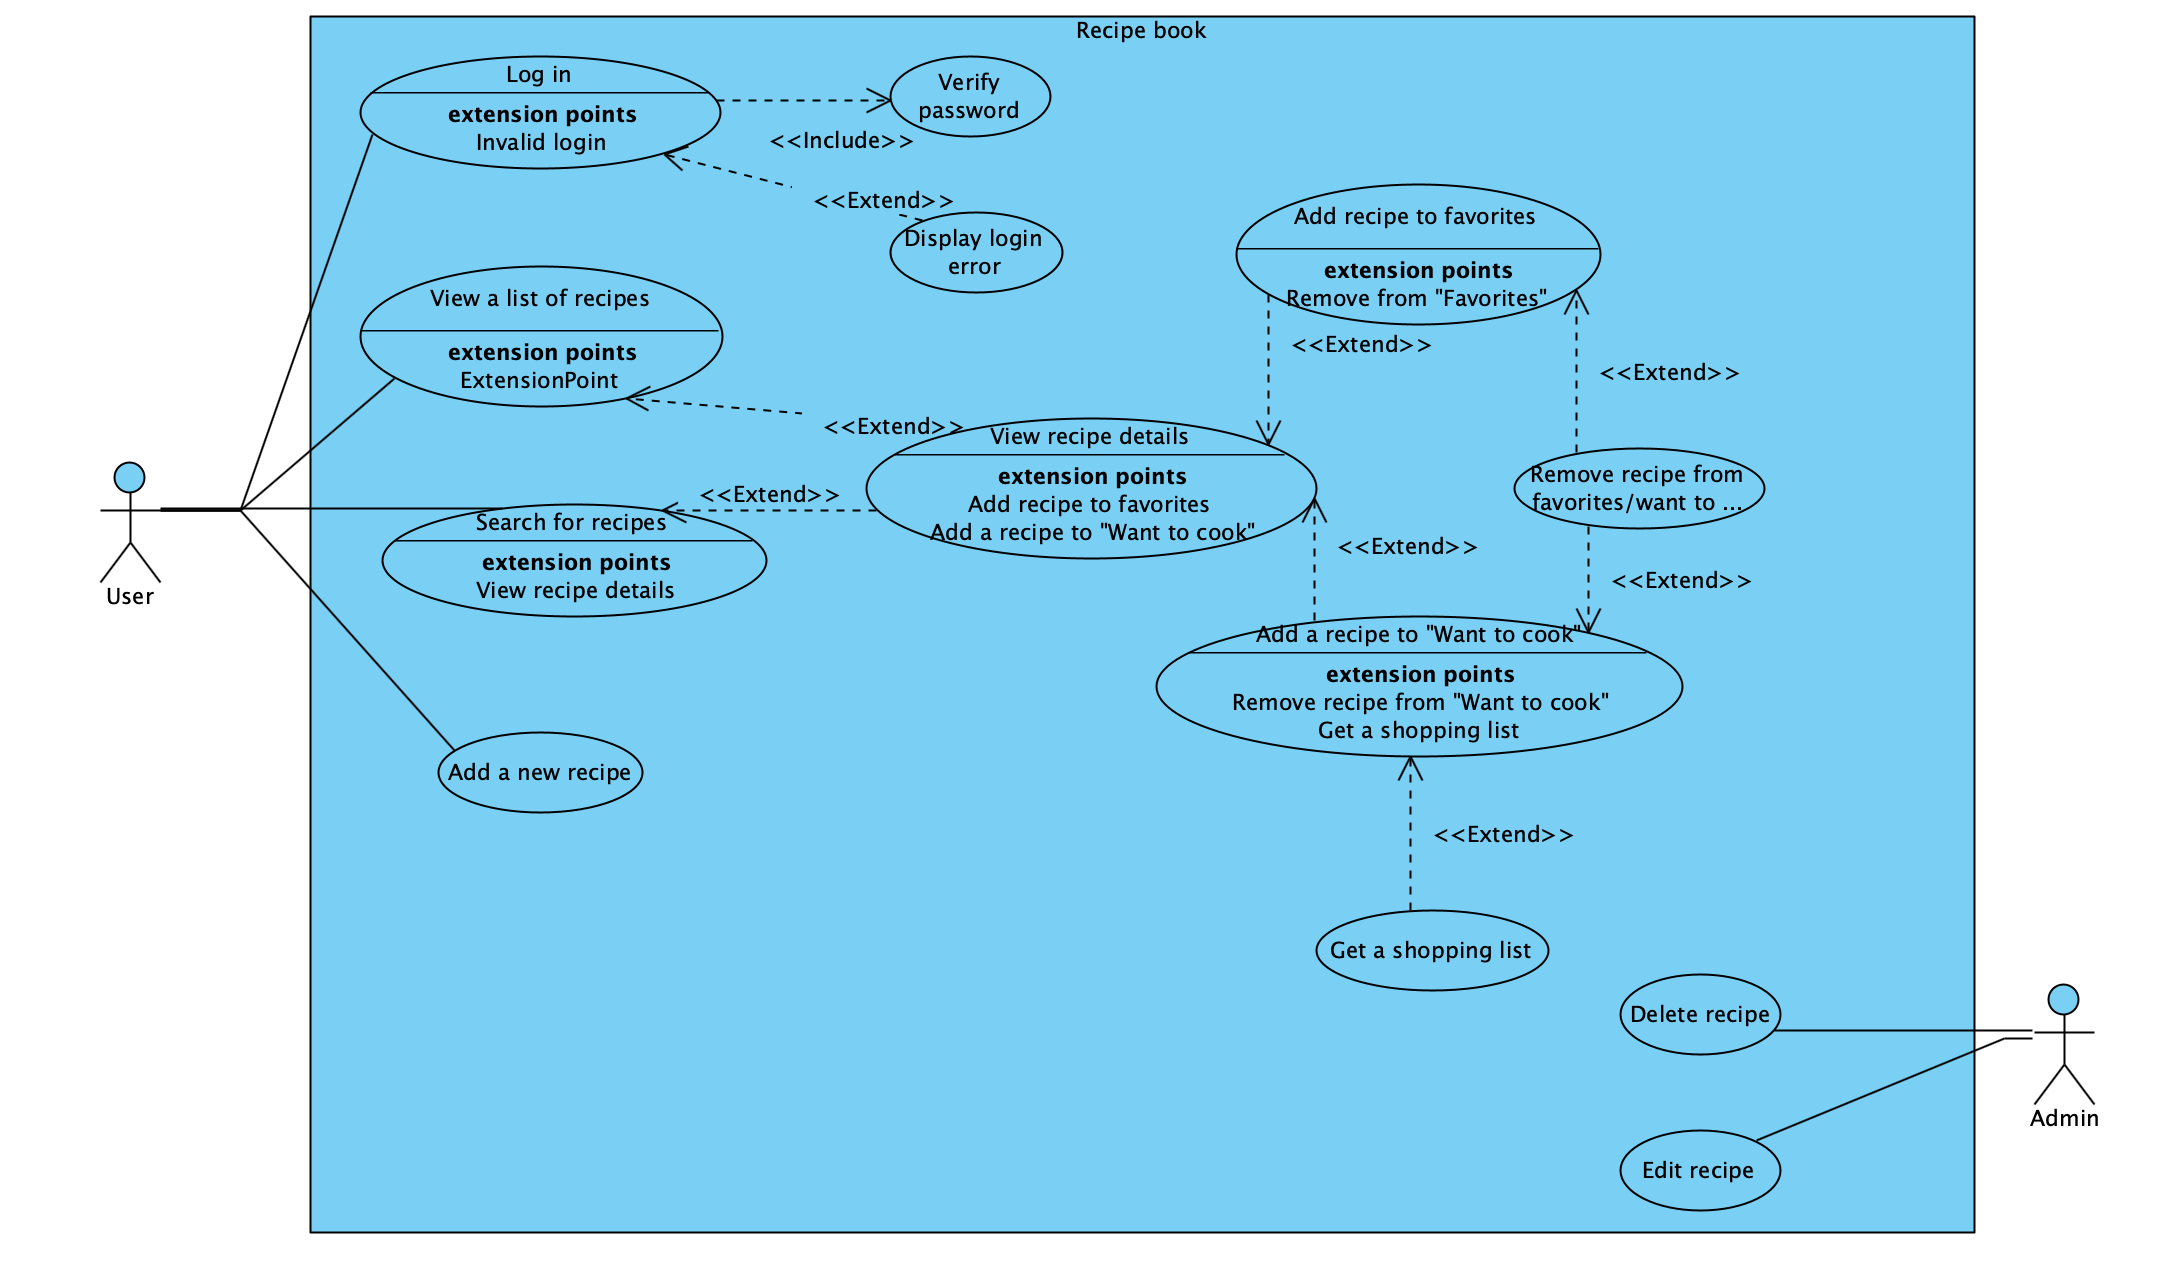 Recipe book
Log in
extension points
Invalid login
Verify
password
<<Include>>
<<Extend>>
Display login
error
Add recipe to favorites
extension points
Remove from "Favorites"
View a list of recipes
extension points
ExtensionPoint
<<Extend>>
<<Extend>>
<<Extend>>
View recipe details
extension points
Add recipe to favorites
Add a recipe to "Want to cook"
Remove recipe from
favorites/want to ...
<<Extend>>
Search for recipes
extension points
View recipe details
<<Extend>>
<<Extend>>
User
Add a recipe to "Want to cook"
extension points
Remove recipe from "Want to cook"
Get a shopping list
Add a new recipe
<<Extend>>
Get a shopping list
Delete recipe
Admin
Edit recipe